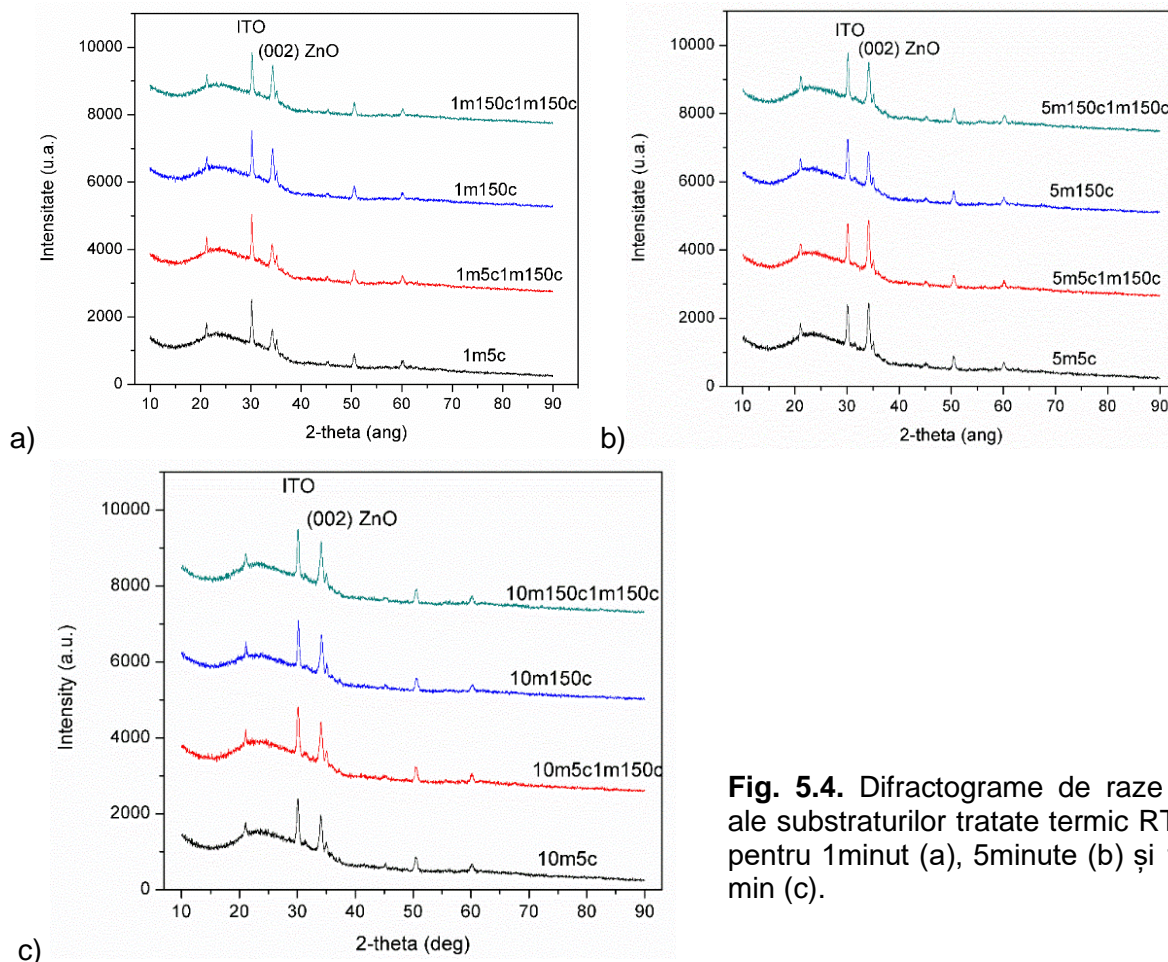 ITO
(002) ZnO
10000
8000
6000
4000
2000
0
Intensitate (u.a.)
1m150c1m150c
1m150c
1m5c1m150c
1m5c
10 20 30 40 50 60 70 80 90
2-theta (ang)
a)
ITO
(002) ZnO
10000
8000
6000
4000
2000
0
Intensitate (u.a.)
5m150c1m150c
5m150c
5m5c1m150c
5m5c
10 20 30 40 50 60 70 80 90
2-theta (ang)
b)
ITO
(002) ZnO
10000
8000
6000
4000
2000
0
Intensity (a.u.)
10m150c1m150c
10m150c
10m5c1m150c
10m5c
10 20 30 40 50 60 70 80 90
2-theta (deg)
c)
Fig. 5.4. Difractograme de raze
ale substraturilor tratate termic
pentru 1minut (a), 5minute (b) și
min (c).